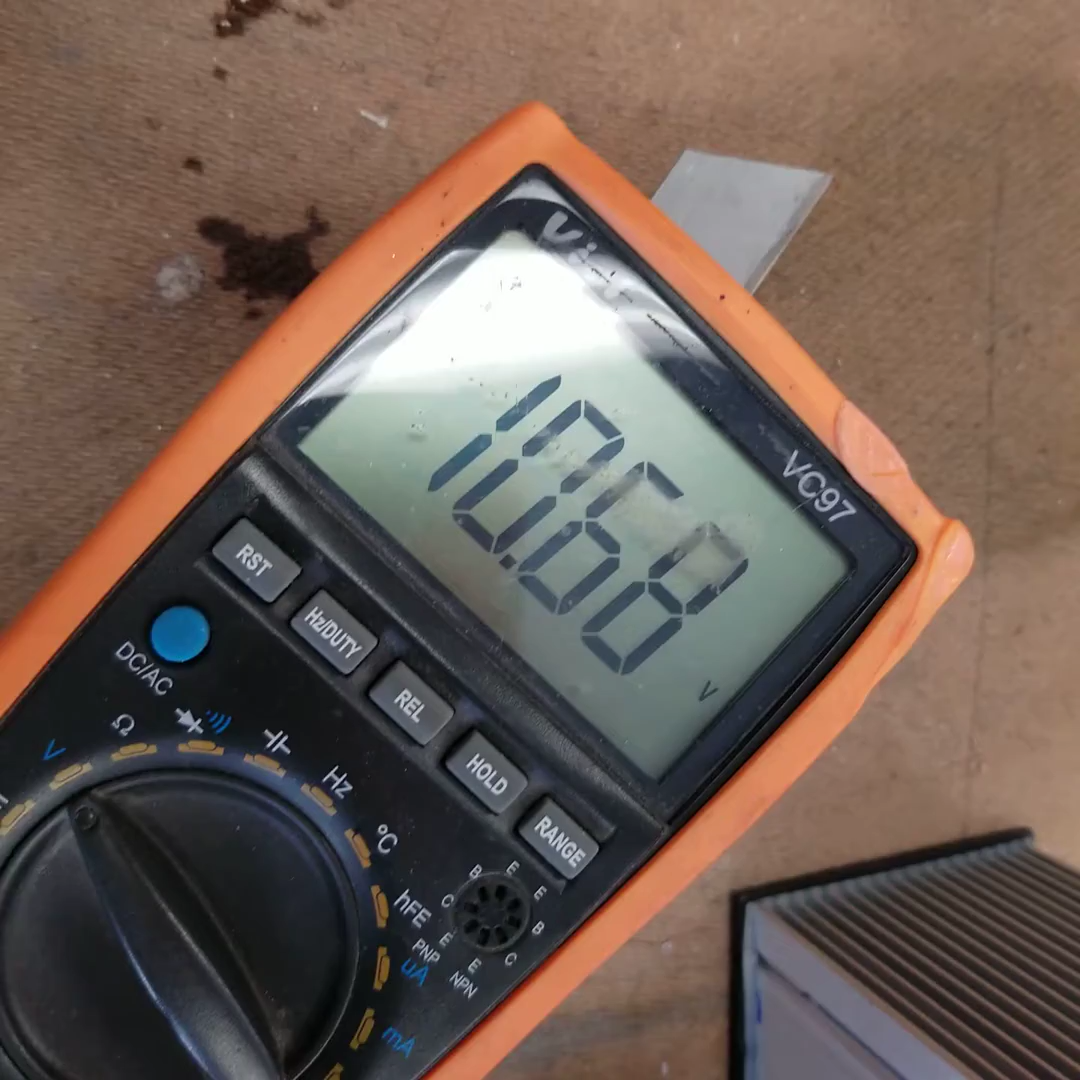 VC97
10.68
V
RST
Hz/DUTY
REL
HOLD
RANGE
DC/AC
V
Ω
Hz
°C
hFE
uA
mA
B
E
E
C
B
E
E
C
PNP
NPN